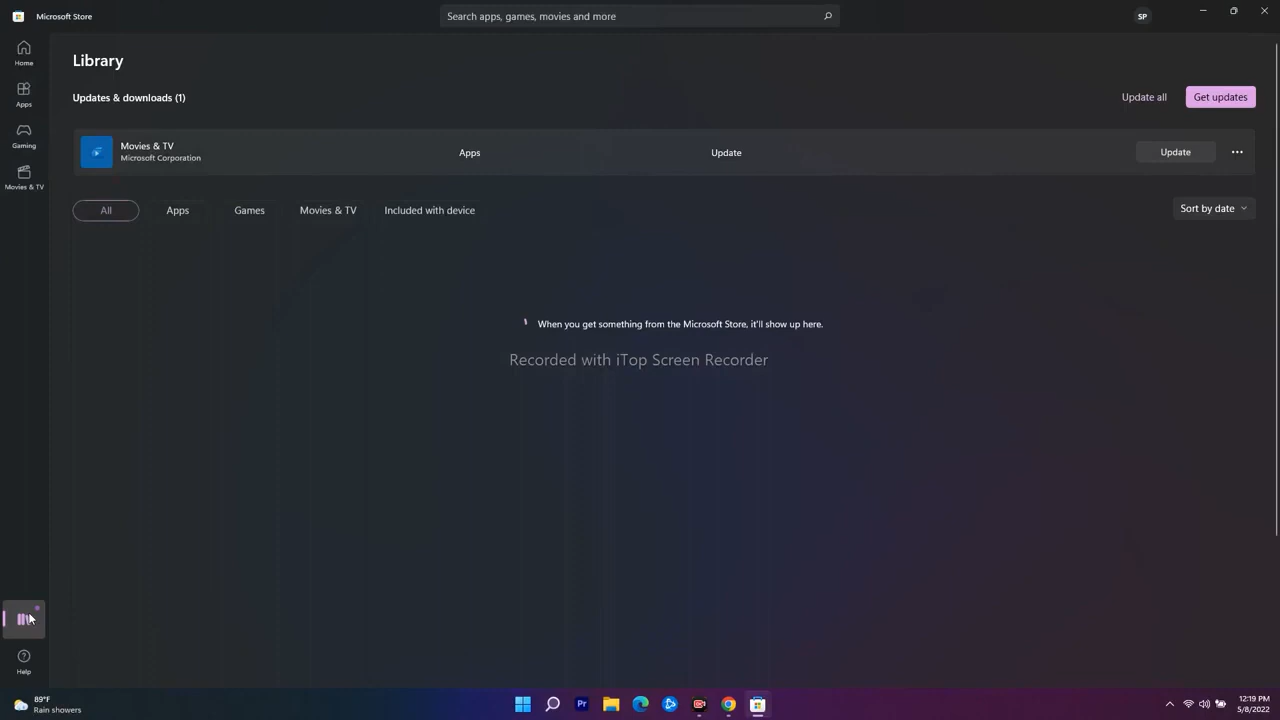 Microsoft Store
Search apps, games, movies and more
SP
Home
Library
Apps
Updates & downloads (1)
Update all
Get updates
Gaming
Movies & TV
Microsoft Corporation
Apps
Update
Update
Movies & TV
All
Apps
Games
Movies & TV
Included with device
Sort by date
When you get something from the Microsoft Store, it'll show up here.
Recorded with iTop Screen Recorder
Help
89°F
Rain showers
Pr
12:19 PM
5/8/2022